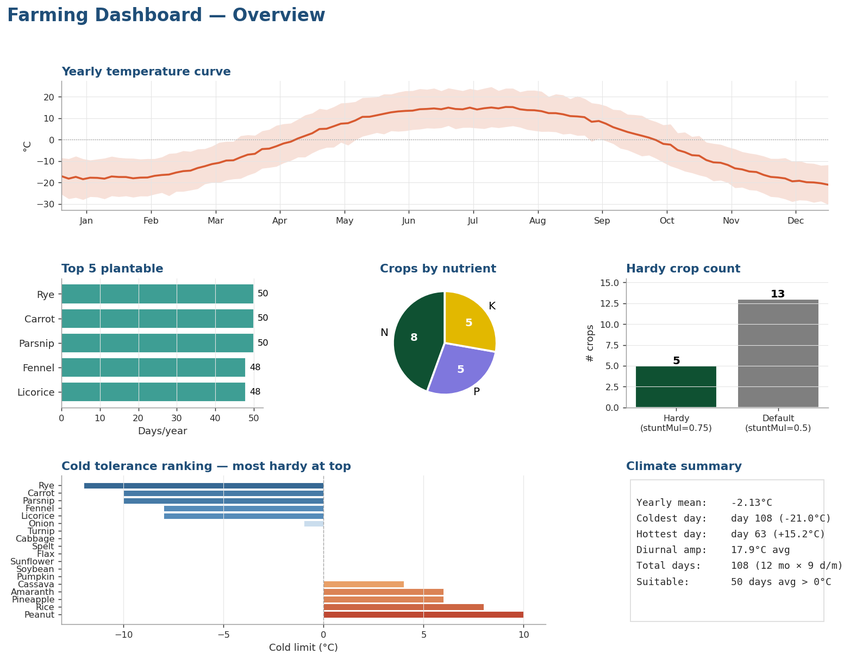 Farming Dashboard — Overview
Yearly temperature curve
°C
20
10
0
−10
−20
−30
Jan Feb Mar Apr May Jun Jul Aug Sep Oct Nov Dec
Top 5 plantable
Rye 50
Carrot 50
Parsnip 50
Fennel 48
Licorice 48
0 10 20 30 40 50
Days/year
Crops by nutrient
N
8
K
5
5
P
Hardy crop count
# crops
15.0
12.5
10.0
7.5
5.0
2.5
0.0
5
13
Hardy
(stuntMul=0.75)
Default
(stuntMul=0.5)
Cold tolerance ranking — most hardy at top
Rye
Carrot
Parsnip
Fennel
Licorice
Onion
Turnip
Cabbage
Spelt
Flax
Sunflower
Soybean
Pumpkin
Cassava
Amaranth
Pineapple
Rice
Peanut
−10 −5 0 5 10
Cold limit (°C)
Climate summary
Yearly mean: -2.13°C
Coldest day: day 108 (-21.0°C)
Hottest day: day 63 (+15.2°C)
Diurnal amp: 17.9°C avg
Total days: 108 (12 mo × 9 d/m)
Suitable: 50 days avg > 0°C